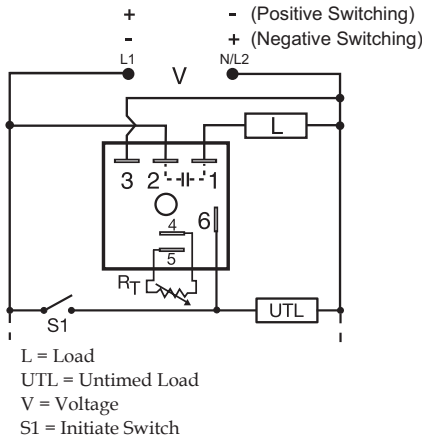 + - (Positive Switching)
- + (Negative Switching)
L1 V N/L2
L
3 2 1
6
4
5
RT
S1 UTL
L = Load
UTL = Untimed Load
V = Voltage
S1 = Initiate Switch